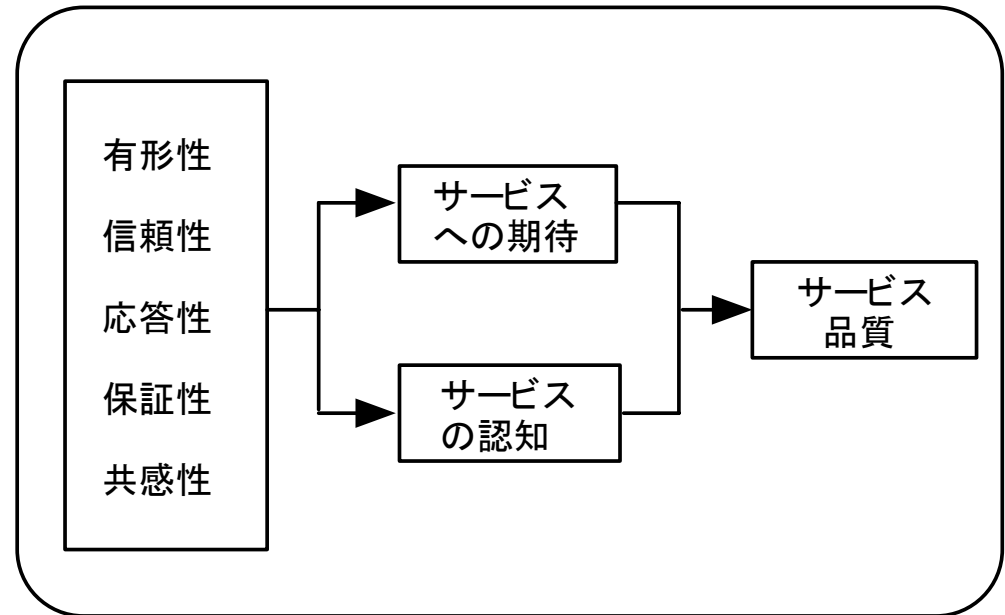 有形性
信頼性
応答性
保証性
共感性
サービス
への期待
サービス
の認知
サービス
品質